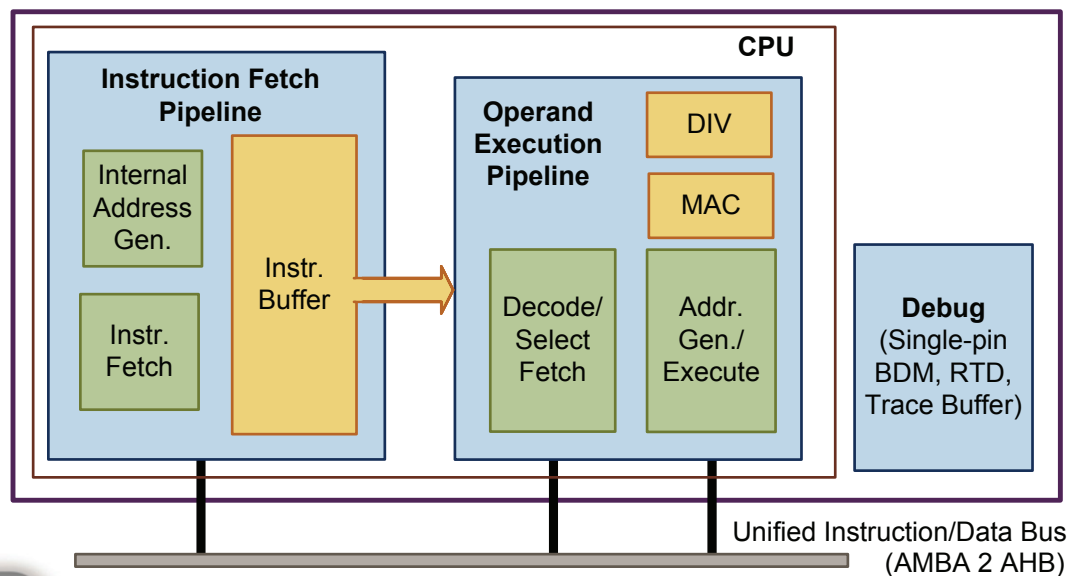 CPU
Instruction Fetch
Pipeline
Internal
Address
Gen.
Instr.
Fetch
Instr.
Buffer
Operand
Execution
Pipeline
DIV
MAC
Decode/
Select
Fetch
Addr.
Gen./
Execute
Debug
(Single-pin
BDM, RTD,
Trace Buffer)
Unified Instruction/Data Bus
(AMBA 2 AHB)